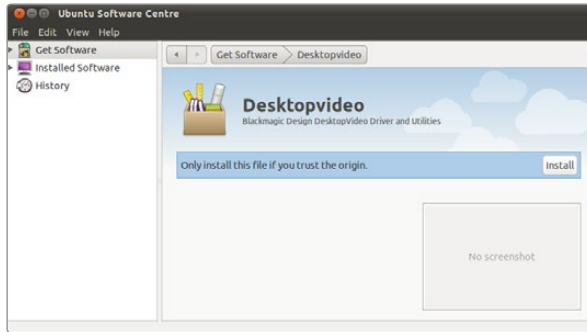 Ubuntu Software Centre
File Edit View Help
Get Software
Installed Software
History
Get Software Desktopvideo
Desktopvideo
Blackmagic Design DesktopVideo Driver and Utilities
Only install this file if you trust the origin.
Install
No screenshot